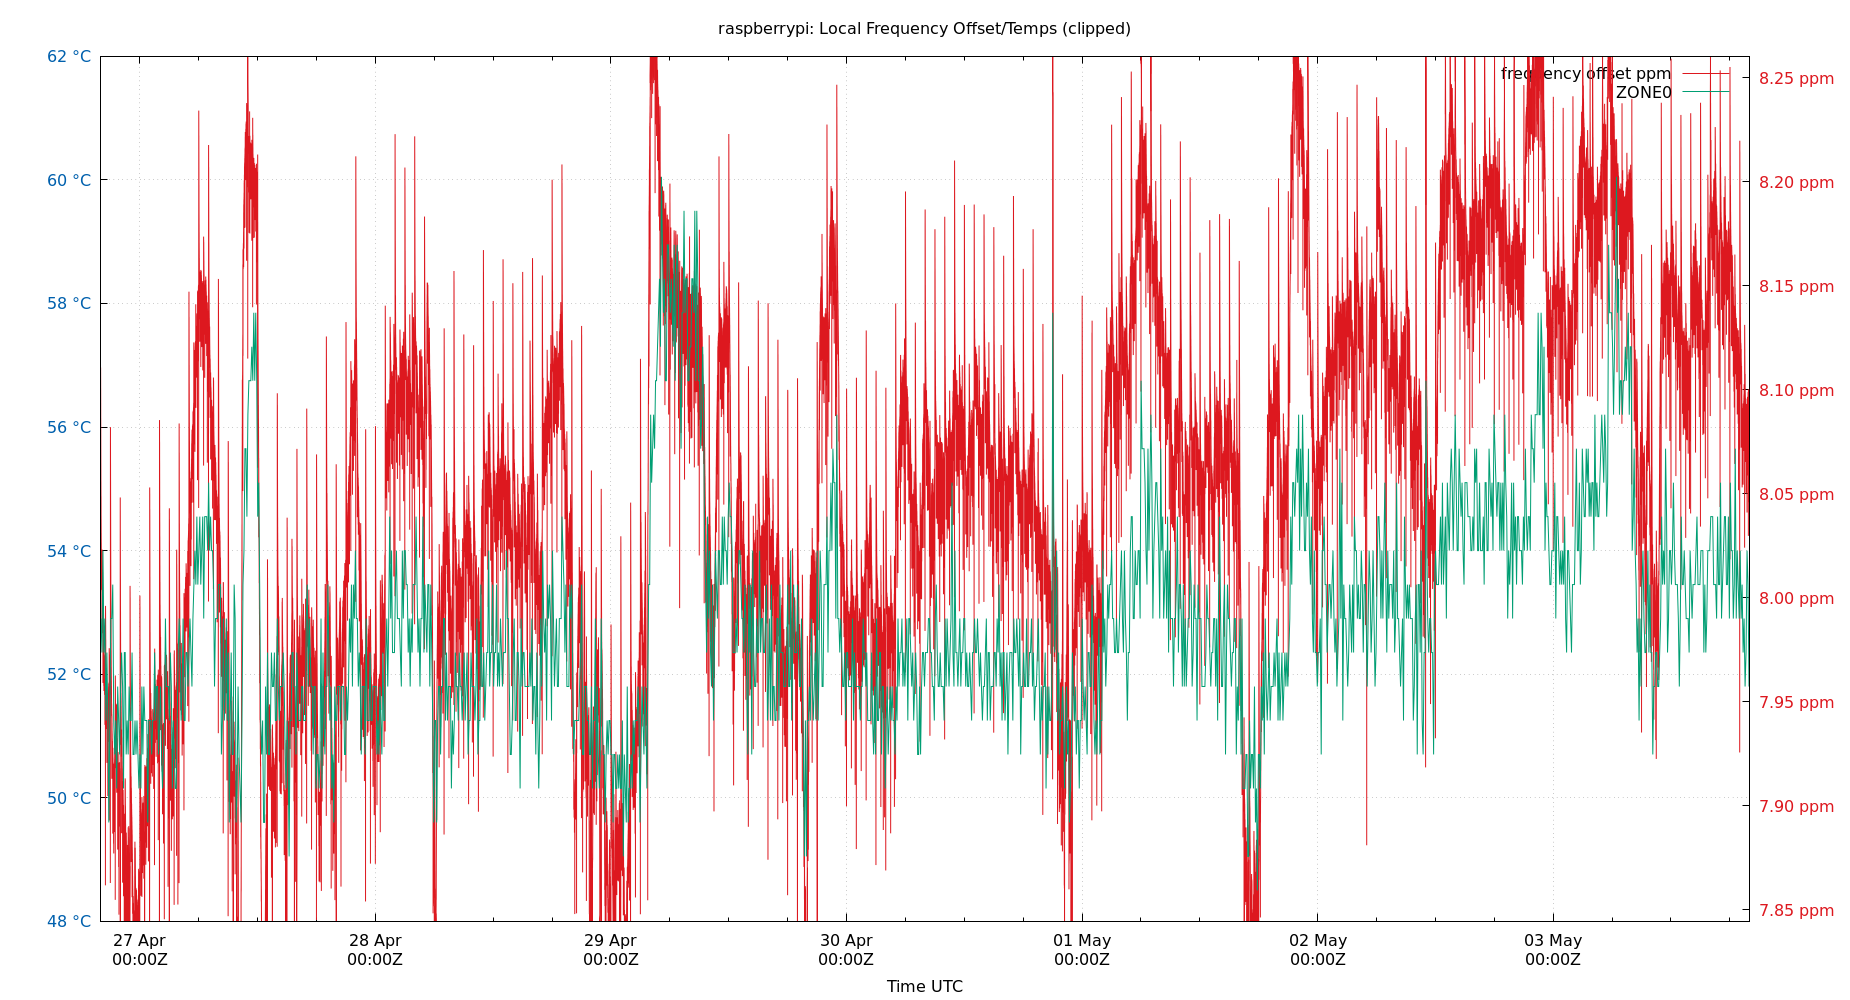 raspberrypi: Local Frequency Offset/Temps (clipped)
62 °C
60 °C
58 °C
56 °C
54 °C
52 °C
50 °C
48 °C
frequency offset ppm
ZONE0
8.25 ppm
8.20 ppm
8.15 ppm
8.10 ppm
8.05 ppm
8.00 ppm
7.95 ppm
7.90 ppm
7.85 ppm
27 Apr
00:00Z
28 Apr
00:00Z
29 Apr
00:00Z
30 Apr
00:00Z
01 May
00:00Z
02 May
00:00Z
03 May
00:00Z
Time UTC